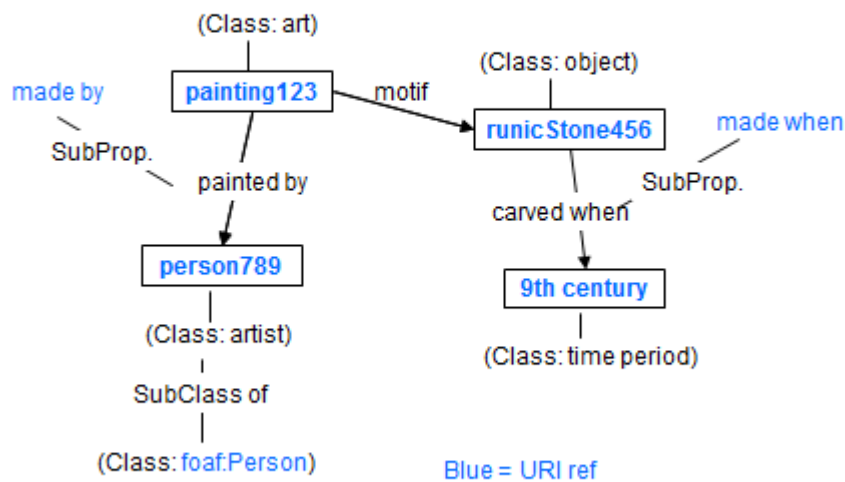 (Class: art)
(Class: object)
made by
painting123
motif
runicStone456
made when
SubProp.
SubProp.
painted by
carved when
person789
9th century
(Class: artist)
(Class: time period)
SubClass of
(Class: foaf:Person)
Blue = URI ref